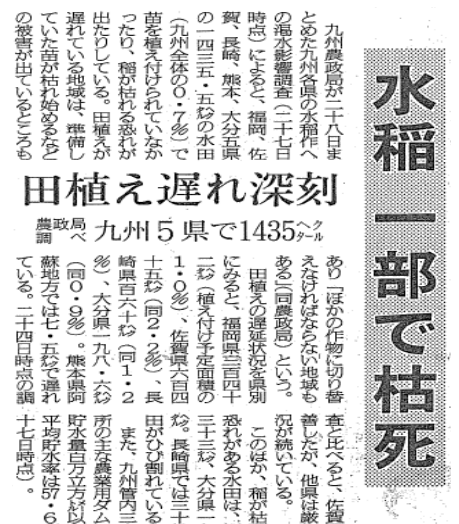 水稲 一部で枯死
田植え遅れ深刻
農政局調べ 九州5県で1435ヘクタール
九州農政局が二十八日ま
とめた九州各県の水稲作へ
の渇水影響調査（二十七日
時点）によると、福岡、佐
賀、長崎、熊本、大分五県
の一四三五・五㌶の水田
（九州全体の0・7%）で
苗を植え付けられていなか
ったり、稲が枯れる恐れが
出たりしている。田植えが
遅れている地域は、準備し
ていた苗が枯れ始めるなど
の被害が出ているところも
あり「ほかの作物に切り替
えなければならない地域も
ある」（同農政局）という。
田植えの遅延状況を県別
にみると、福岡県三百四十
二㌶（植え付け予定面積の
1・0%）、佐賀県六百四
十五㌶（同2・2%）、長
崎県百六十㌶（同1・2
%）、大分県一九八・六㌶
（同0・9%）。熊本県阿
蘇地方では七・五㌶で遅れ
ている。二十四日時点の調
査と比べると、佐賀
善したが、他県は厳
況が続いている。
このほか、稲が枯
恐れがある水田は、
三十三㌶、大分県一
㌶。長崎県では三十
田がひび割れている
また、九州管内三
所の主な農業用ダム
貯水量百万立方㍍以
平均貯水率は57・6
十七日時点）。